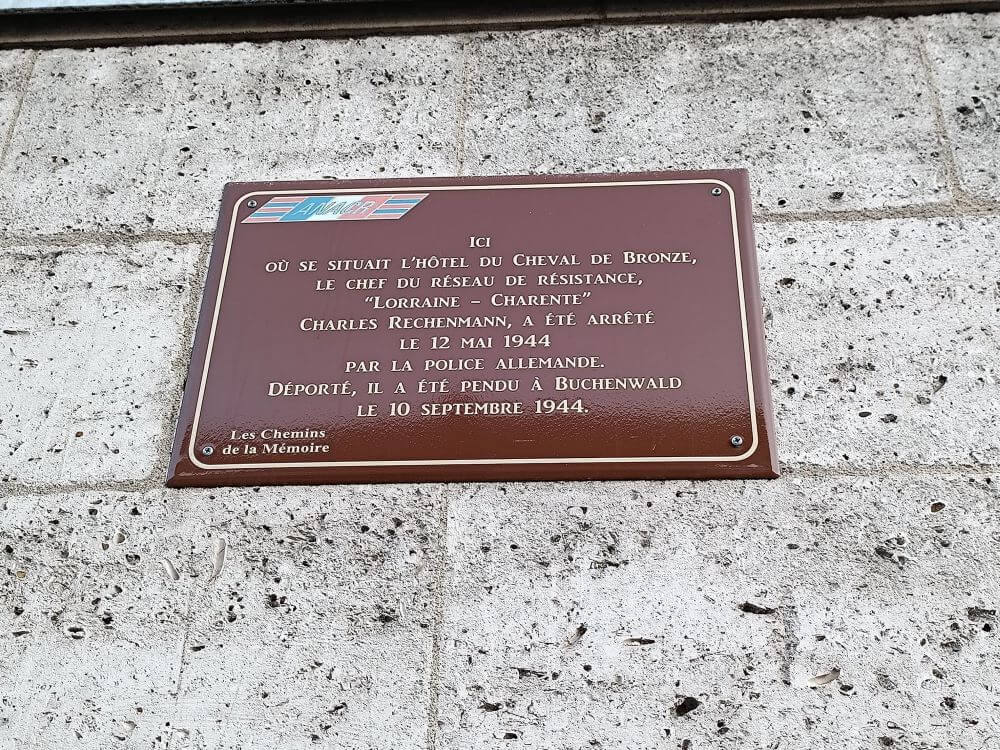 ANACR
Ici
où se situait l'hôtel du Cheval de Bronze,
le chef du réseau de résistance,
"Lorraine – Charente"
Charles Rechenmann, a été arrêté
le 12 mai 1944
par la police allemande.
Déporté, il a été pendu à Buchenwald
le 10 septembre 1944.
Les Chemins
de la Mémoire